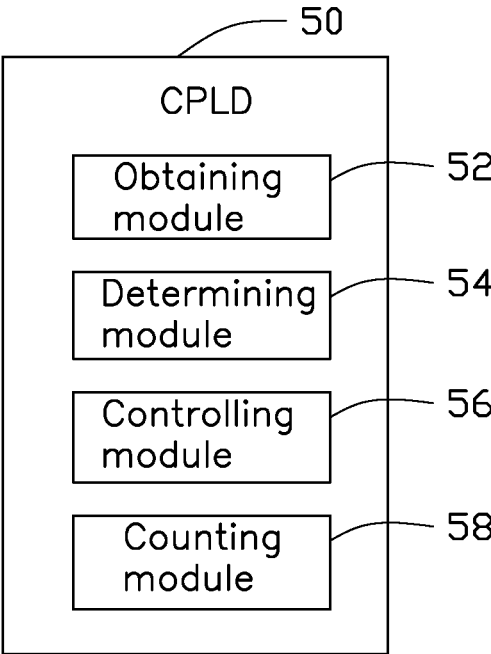 50
CPLD
Obtaining
module
52
Determining
module
54
Controlling
module
56
Counting
module
58